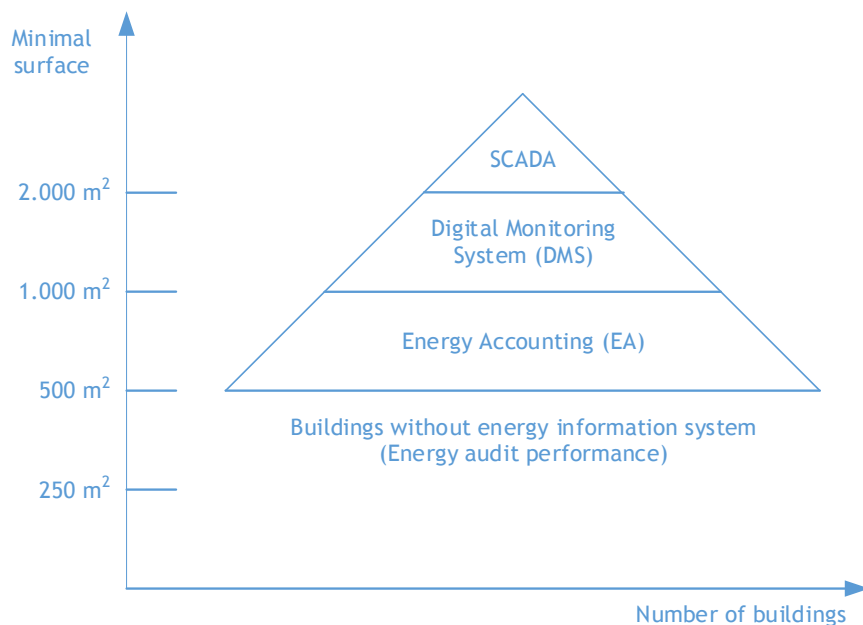 Minimal
surface
SCADA
2.000 m²
Digital Monitoring
System (DMS)
1.000 m²
Energy Accounting (EA)
500 m²
Buildings without energy information system
(Energy audit performance)
250 m²
Number of buildings